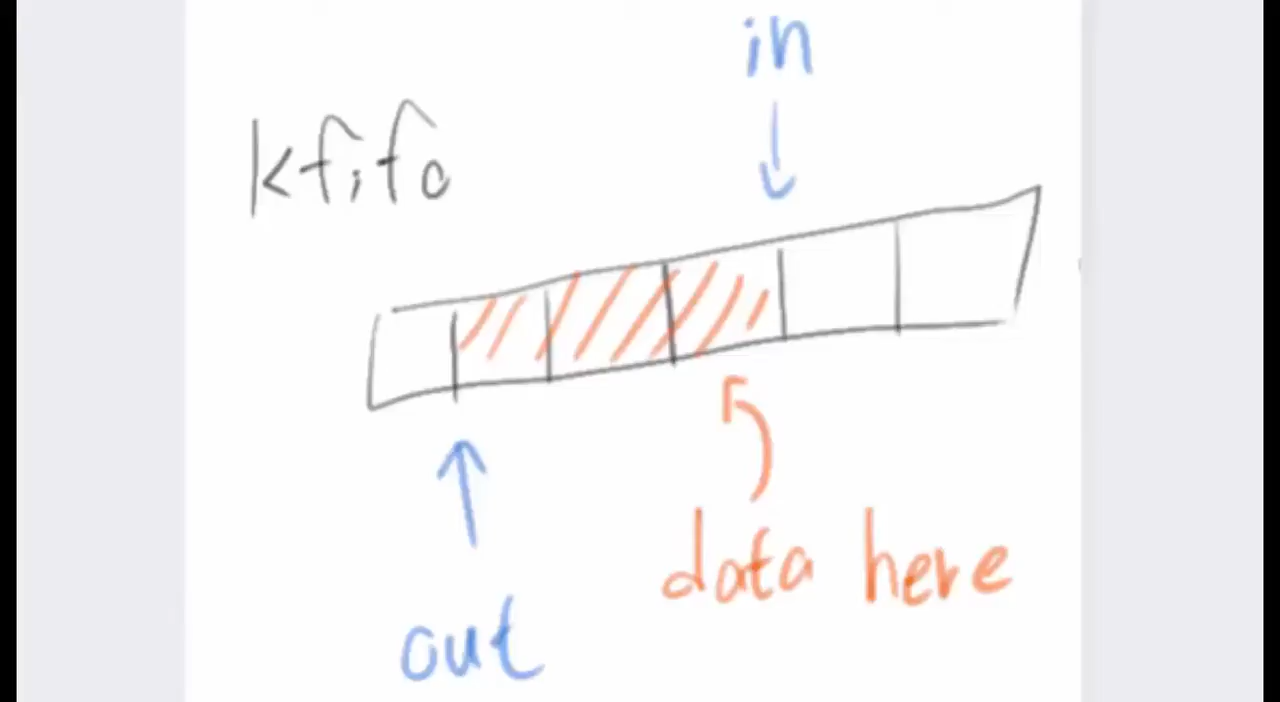 in
kfifo
data here
out